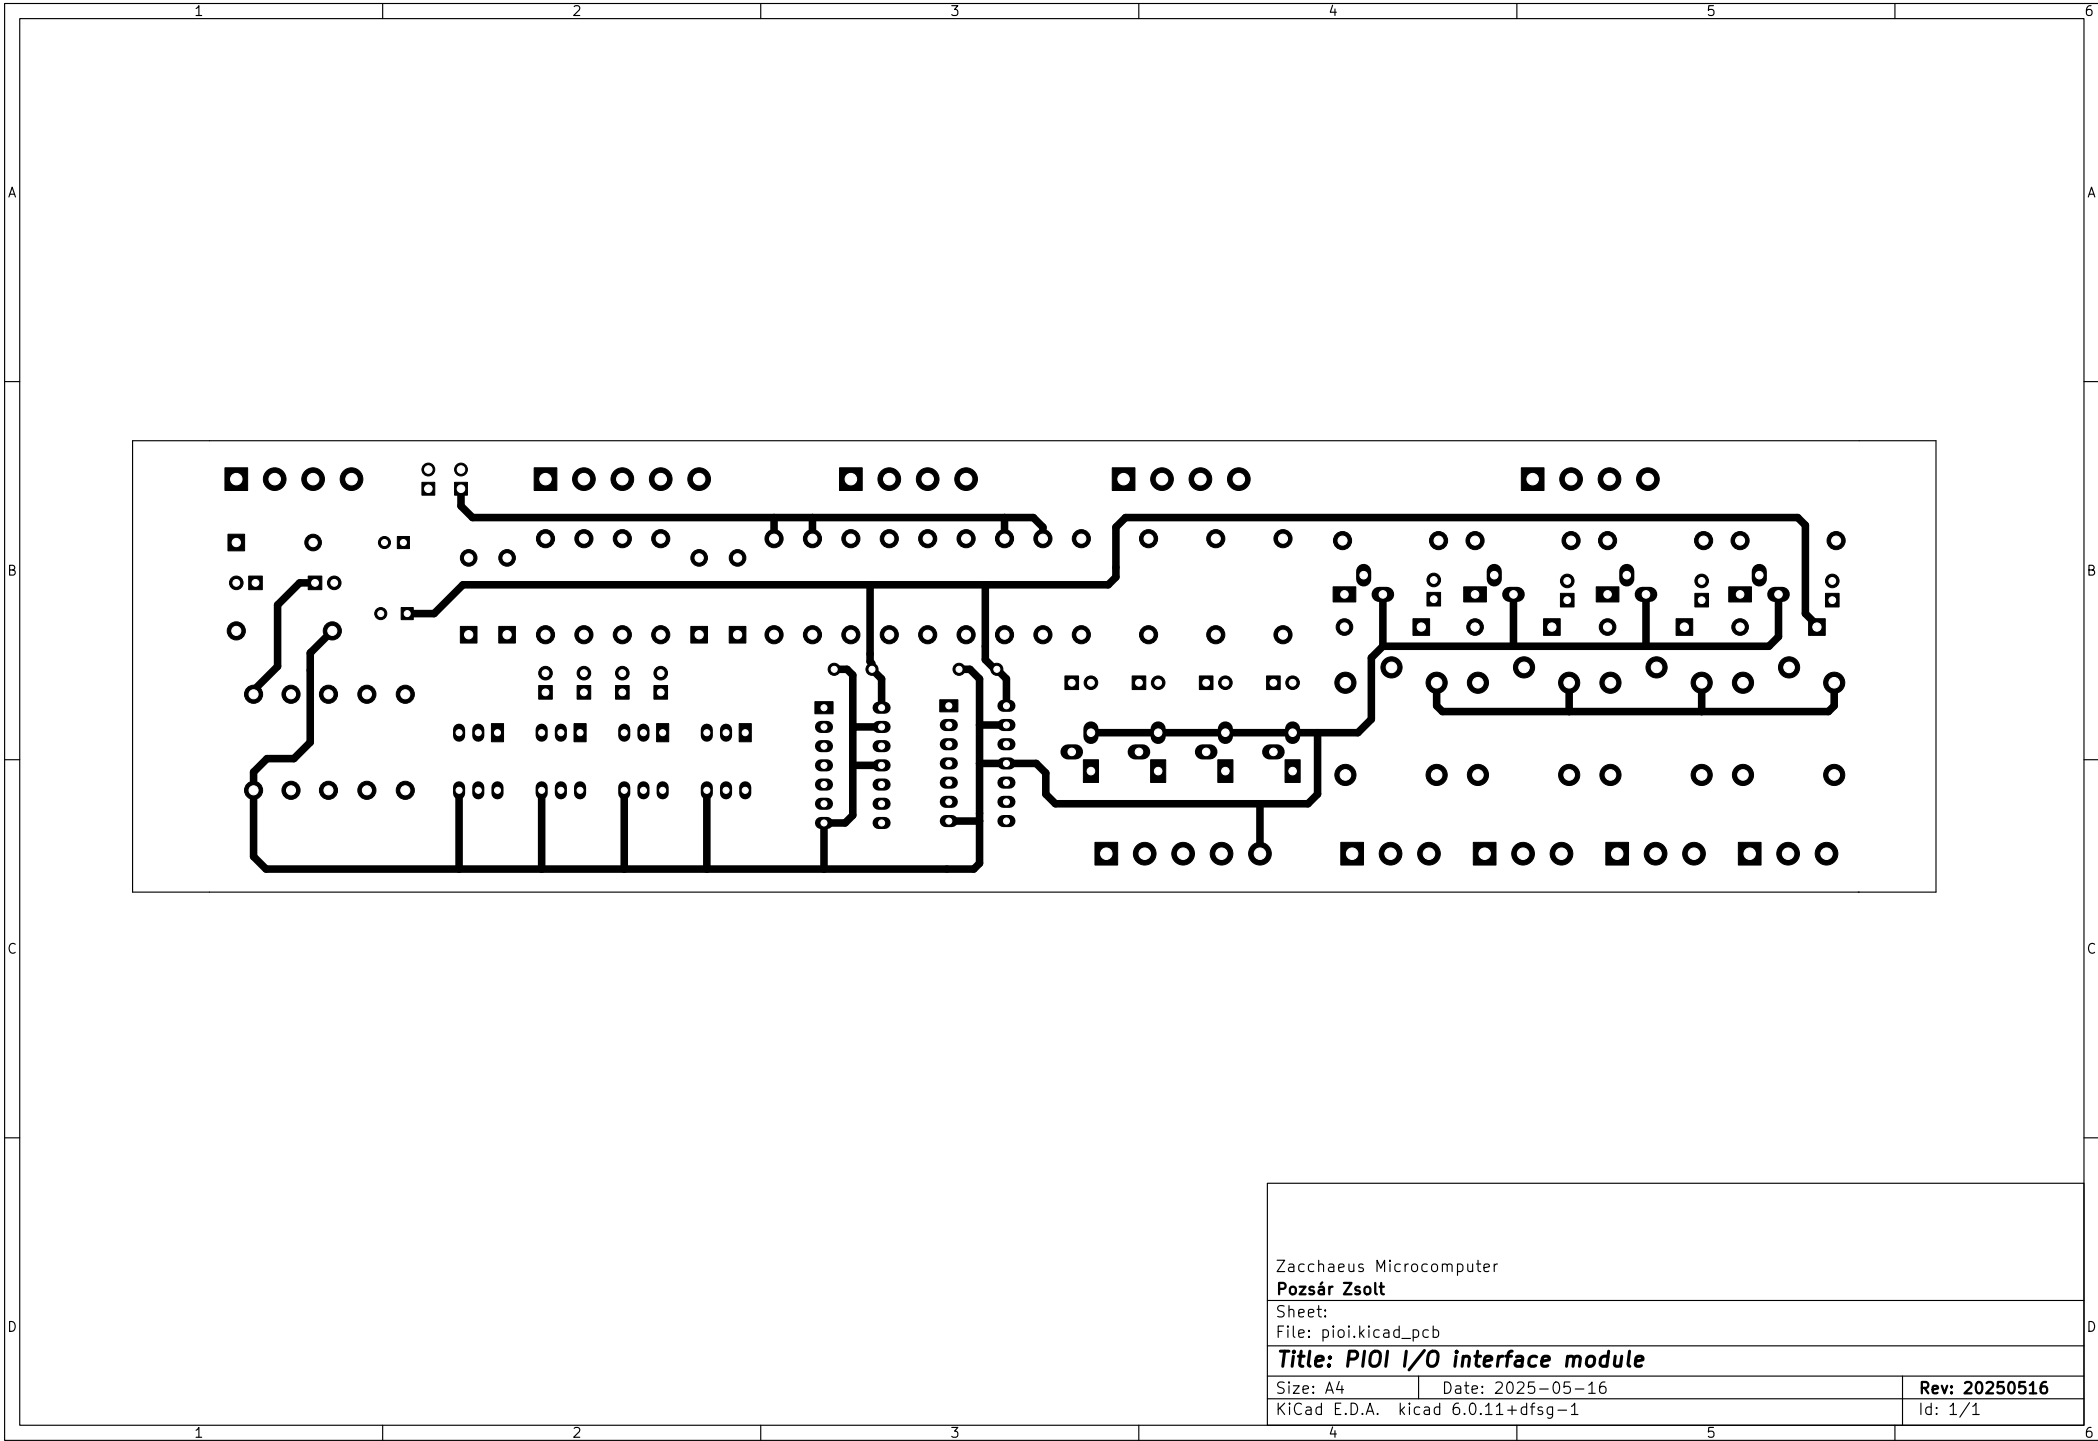 1 2 3 4 5 6
A A
B B
C C
Zacchaeus Microcomputer
Pozsár Zsolt
Sheet:
D D
File: pioi.kicad_pcb
Title: PIOI I/O interface module
Size: A4 Date: 2025-05-16 Rev: 20250516
KiCad E.D.A. kicad 6.0.11+dfsg-1 Id: 1/1
1 2 3 4 5 6